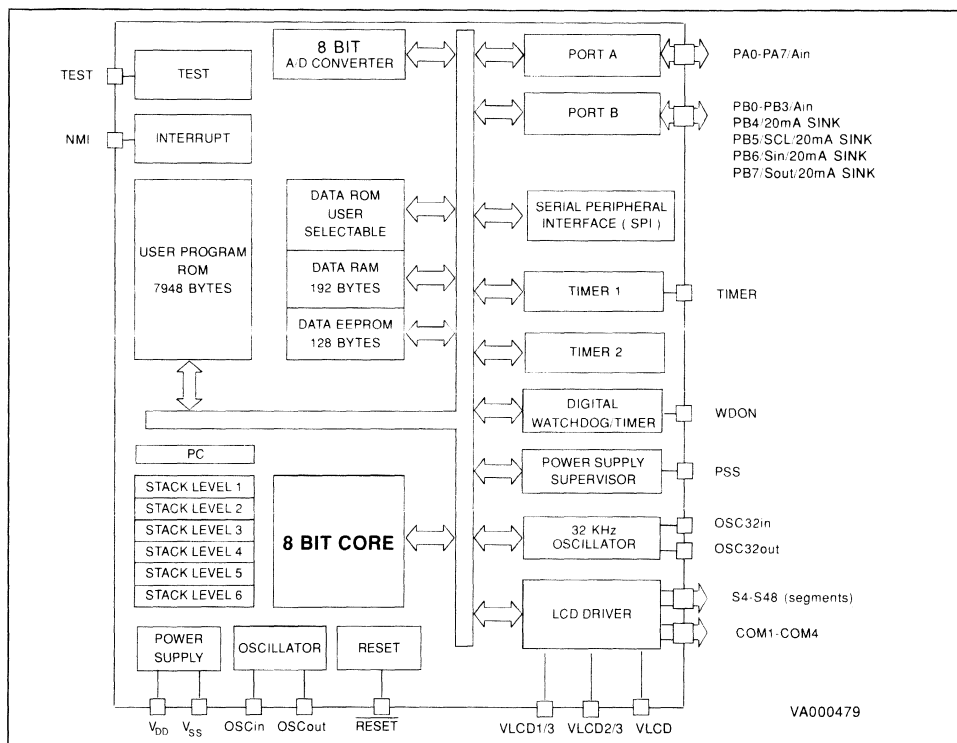 TEST
NMI
TEST
INTERRUPT
USER PROGRAM
ROM
7948 BYTES
8 BIT
A/D CONVERTER
DATA ROM
USER
SELECTABLE
DATA RAM
192 BYTES
DATA EEPROM
128 BYTES
PC
STACK LEVEL 1
STACK LEVEL 2
STACK LEVEL 3
STACK LEVEL 4
STACK LEVEL 5
STACK LEVEL 6
8 BIT CORE
POWER
SUPPLY
OSCILLATOR
RESET
VDD
VSS
OSCin
OSCout
RESET
PORT A
PORT B
SERIAL PERIPHERAL
INTERFACE ( SPI )
TIMER 1
TIMER 2
DIGITAL
WATCHDOG/TIMER
POWER SUPPLY
SUPERVISOR
32 KHz
OSCILLATOR
LCD DRIVER
PA0-PA7/Ain
PB0-PB3/Ain
PB4/20mA SINK
PB5/SCL/20mA SINK
PB6/Sin/20mA SINK
PB7/Sout/20mA SINK
TIMER
WDON
PSS
OSC32in
OSC32out
S4-S48 (segments)
COM1-COM4
VLCD1/3
VLCD2/3
VLCD
VA000479